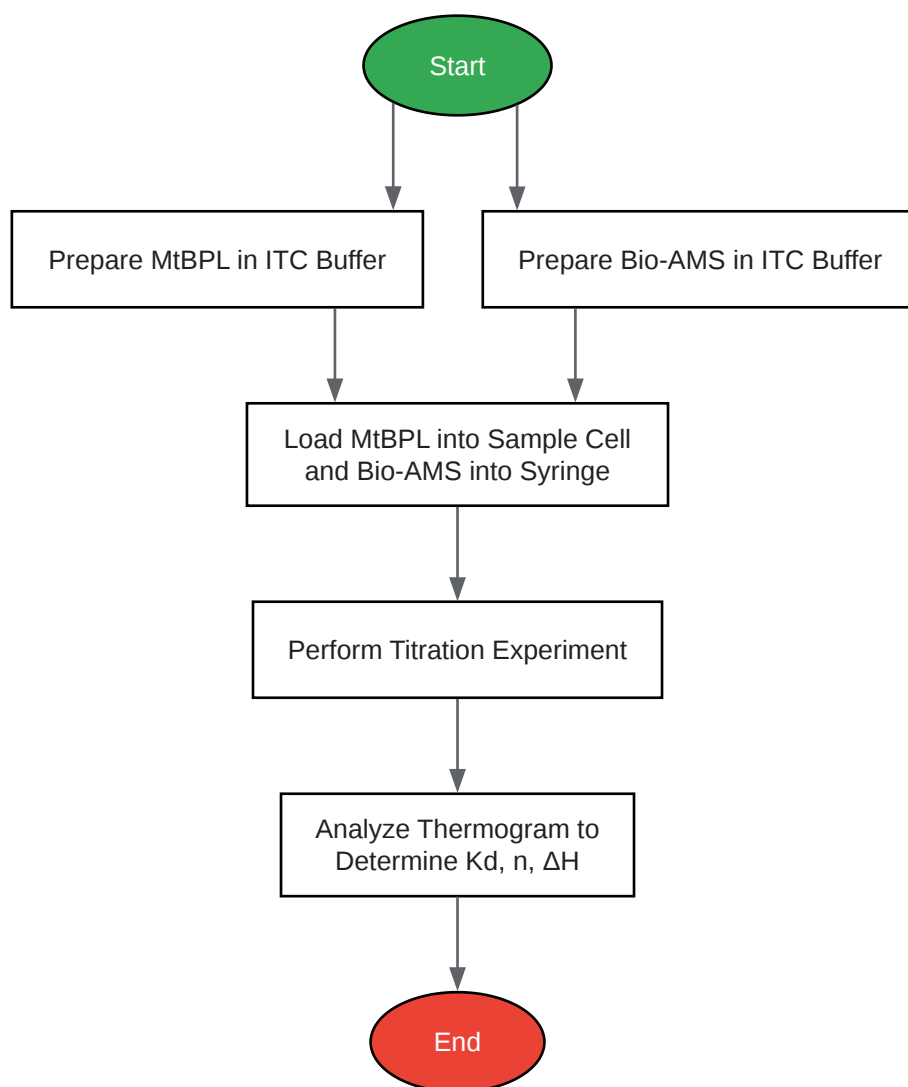 Start
Prepare MtBPL in ITC Buffer
Prepare Bio-AMS in ITC Buffer
Load MtBPL into Sample Cell
and Bio-AMS into Syringe
Perform Titration Experiment
Analyze Thermogram to
Determine Kd, n, ΔH
End